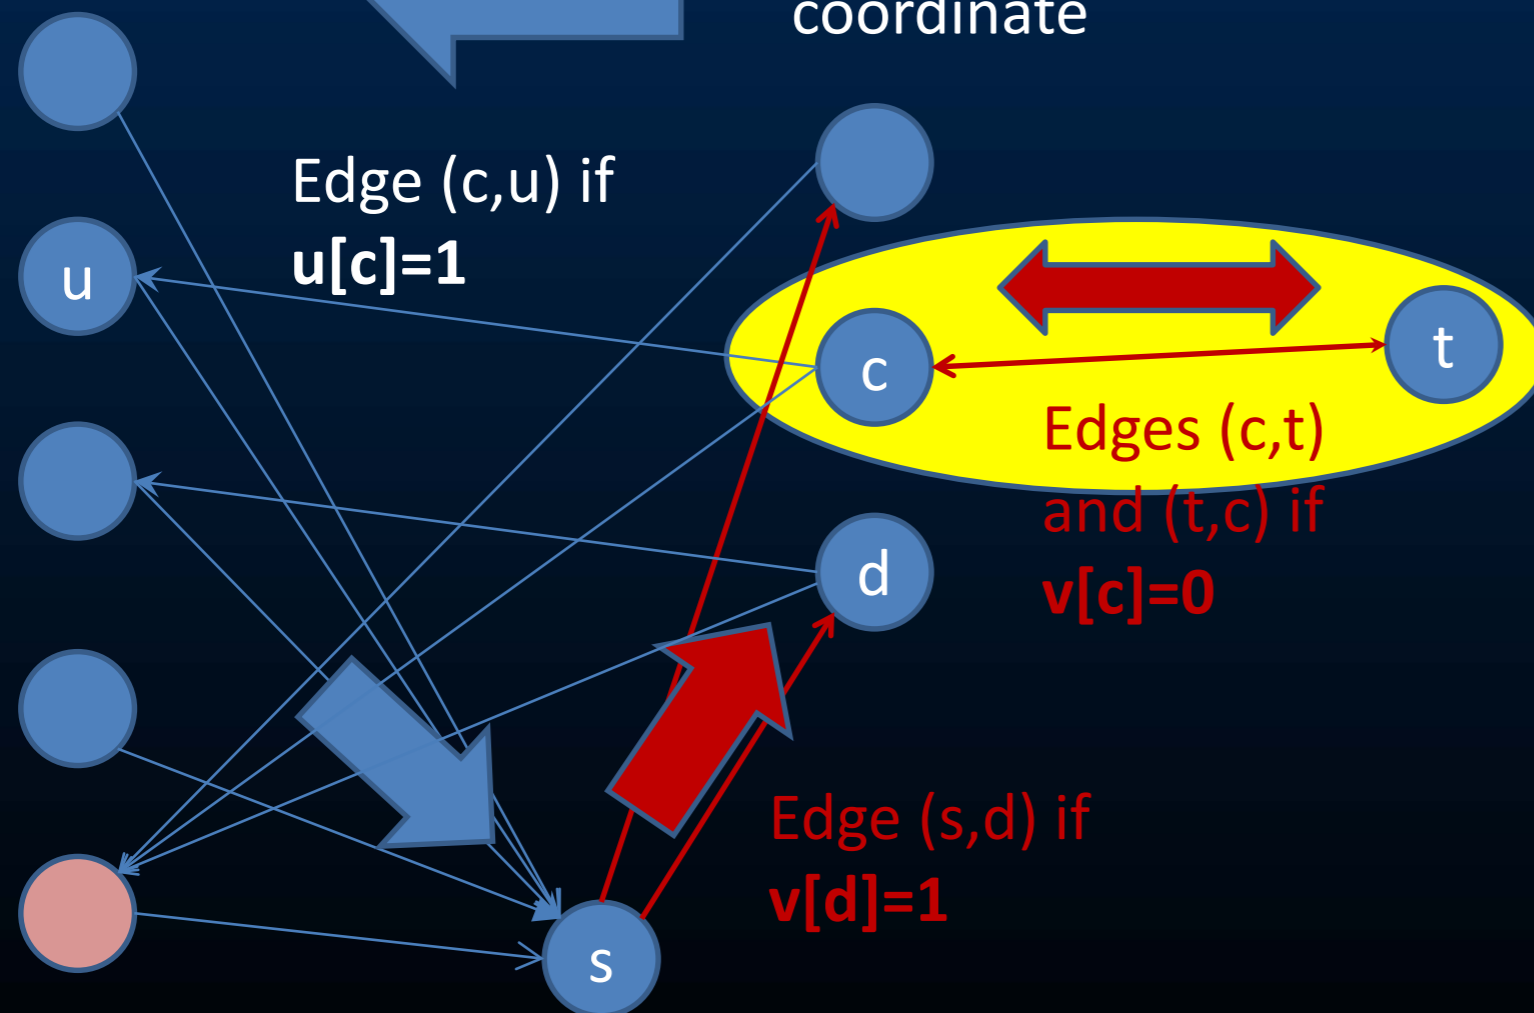 coordinate
Edge (c,u) if
u[c]=1
u
c
t
Edges (c,t)
and (t,c) if
v[c]=0
d
Edge (s,d) if
v[d]=1
s